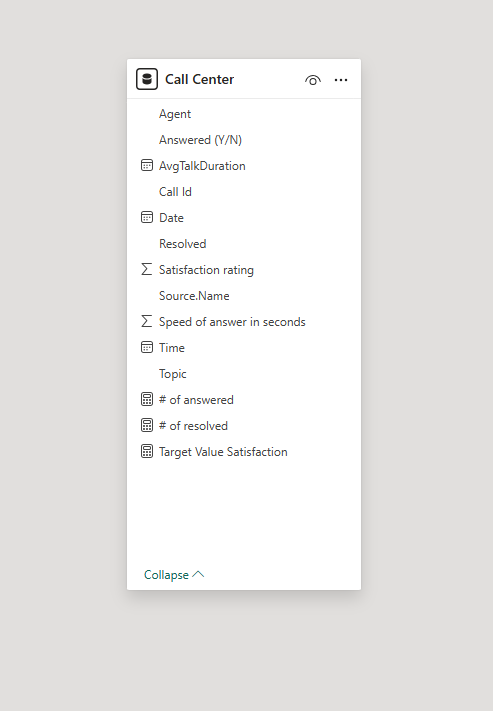 Call Center
Agent
Answered (Y/N)
AvgTalkDuration
Call Id
Date
Resolved
Satisfaction rating
Source.Name
Speed of answer in seconds
Time
Topic
# of answered
# of resolved
Target Value Satisfaction
Collapse